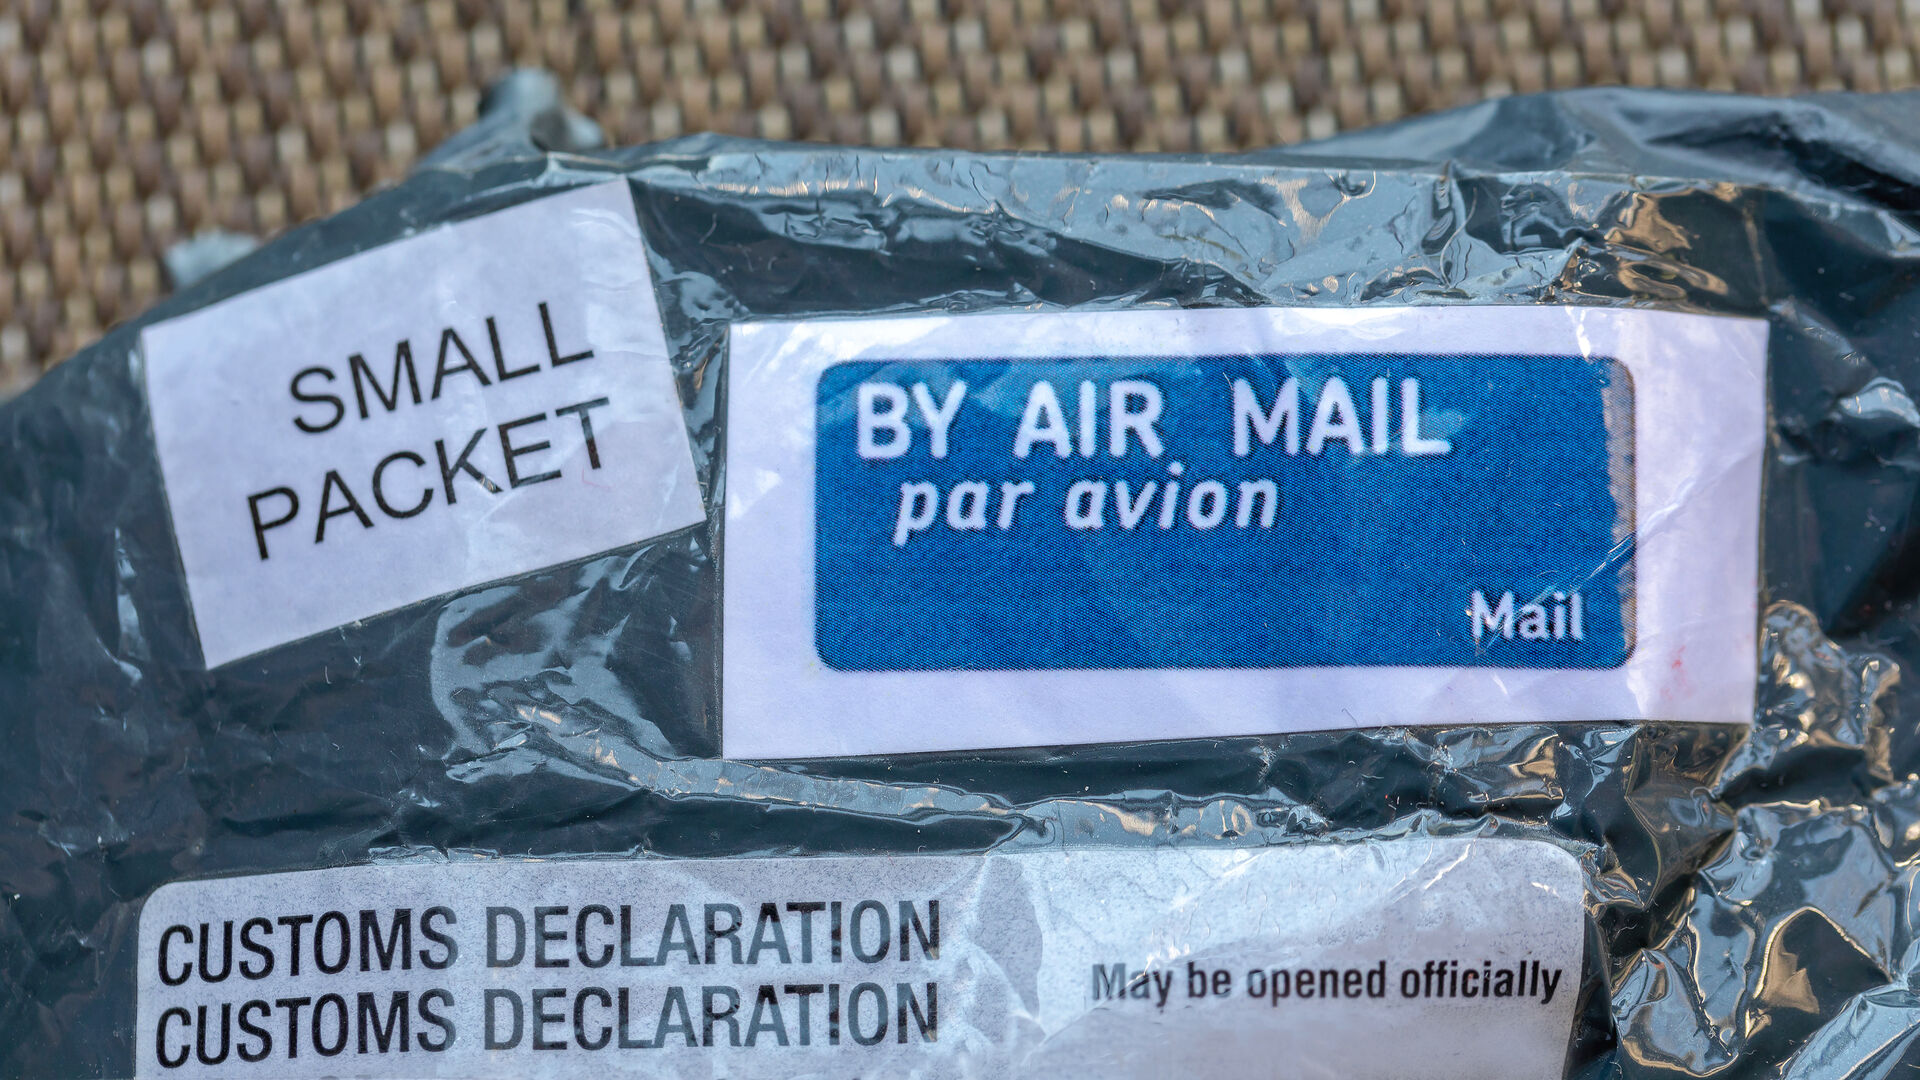 SMALL
PACKET
BY AIR MAIL
par avion
Mail
CUSTOMS DECLARATION
CUSTOMS DECLARATION
May be opened officially